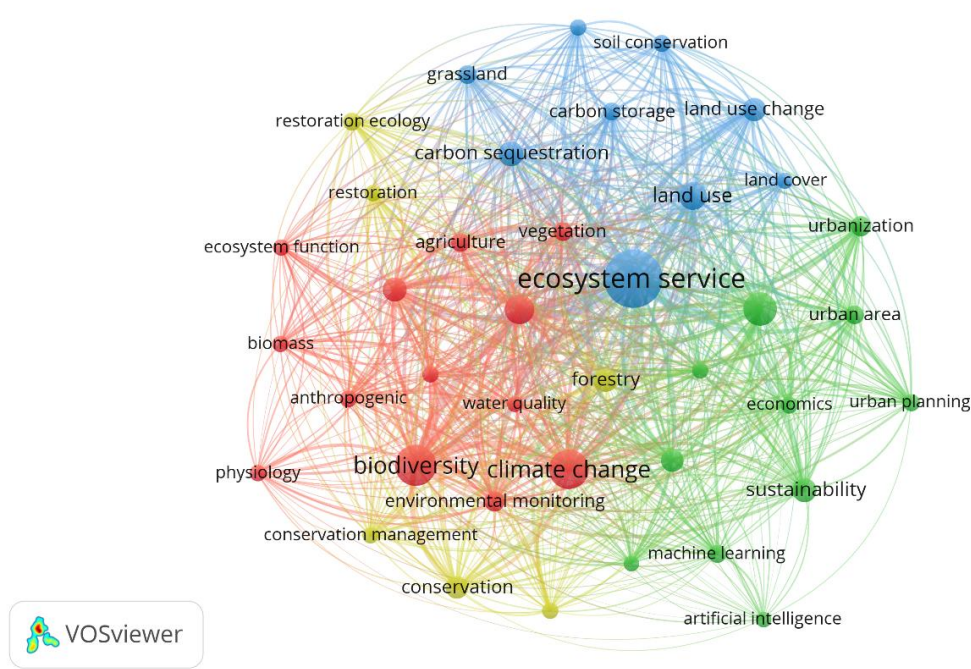 soil conservation
grassland
carbon storage
land use change
restoration ecology
carbon sequestration
land cover
restoration
land use
urbanization
vegetation
agriculture
ecosystem function
ecosystem service
urban area
biomass
forestry
anthropogenic
water quality
economics
urban planning
biodiversity
climate change
physiology
sustainability
environmental monitoring
conservation management
machine learning
conservation
artificial intelligence
VOSviewer